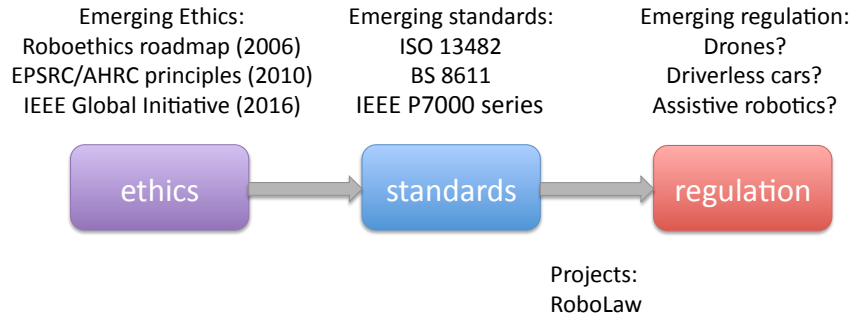 Emerging Ethics:
Roboethics roadmap (2006)
EPSRC/AHRC principles (2010)
IEEE Global Initiative (2016)
Emerging standards:
ISO 13482
BS 8611
IEEE P7000 series
Emerging regulation:
Drones?
Driverless cars?
Assistive robotics?
ethics
standards
regulation
Projects:
RoboLaw